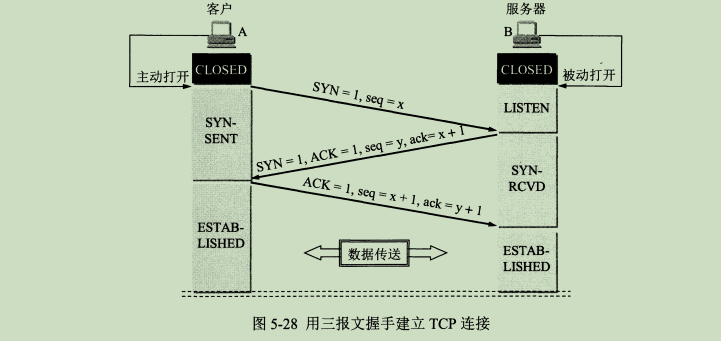 客户
服务器
A
B
CLOSED
CLOSED
主动打开
被动打开
SYN = 1, seq = x
LISTEN
SYN-
SENT
SYN = 1, ACK = 1, seq = y, ack= x + 1
SYN-
RCVD
ACK = 1, seq = x + 1, ack = y + 1
ESTAB-
LISHED
数据传送
ESTAB-
LISHED
图 5-28 用三报文握手建立 TCP 连接